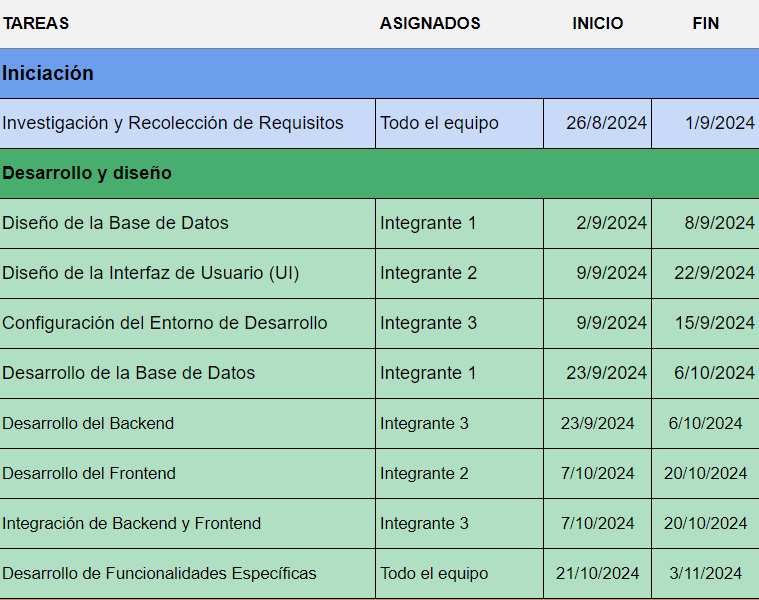 TAREAS ASIGNADOS INICIO FIN
Iniciación
Investigación y Recolección de Requisitos Todo el equipo 26/8/2024 1/9/2024
Desarrollo y diseño
Diseño de la Base de Datos Integrante 1 2/9/2024 8/9/2024
Diseño de la Interfaz de Usuario (UI) Integrante 2 9/9/2024 22/9/2024
Configuración del Entorno de Desarrollo Integrante 3 9/9/2024 15/9/2024
Desarrollo de la Base de Datos Integrante 1 23/9/2024 6/10/2024
Desarrollo del Backend Integrante 3 23/9/2024 6/10/2024
Desarrollo del Frontend Integrante 2 7/10/2024 20/10/2024
Integración de Backend y Frontend Integrante 3 7/10/2024 20/10/2024
Desarrollo de Funcionalidades Específicas Todo el equipo 21/10/2024 3/11/2024